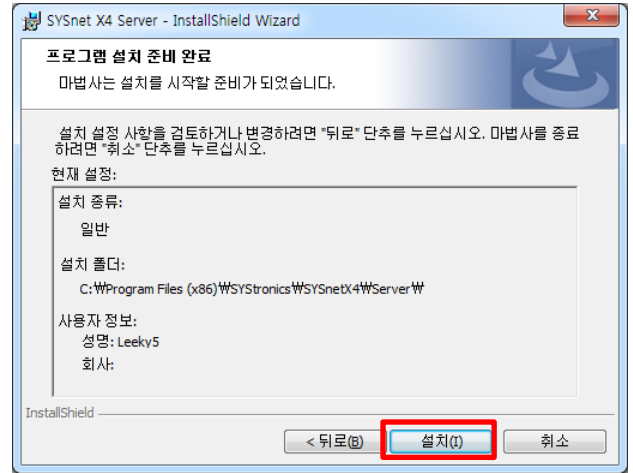 SYSnet X4 Server - InstallShield Wizard
프로그램 설치 준비 완료
마법사는 설치를 시작할 준비가 되었습니다.
설치 설정 사항을 검토하거나 변경하려면 "뒤로" 단추를 누르십시오. 마법사를 종료
하려면 "취소" 단추를 누르십시오.
현재 설정:
설치 종류:
일반
설치 폴더:
C:₩Program Files (x86)₩SYStronics₩SYSnetX4₩Server₩
사용자 정보:
성명: Leeky5
회사:
InstallShield
< 뒤로(B) 설치(I) 취소